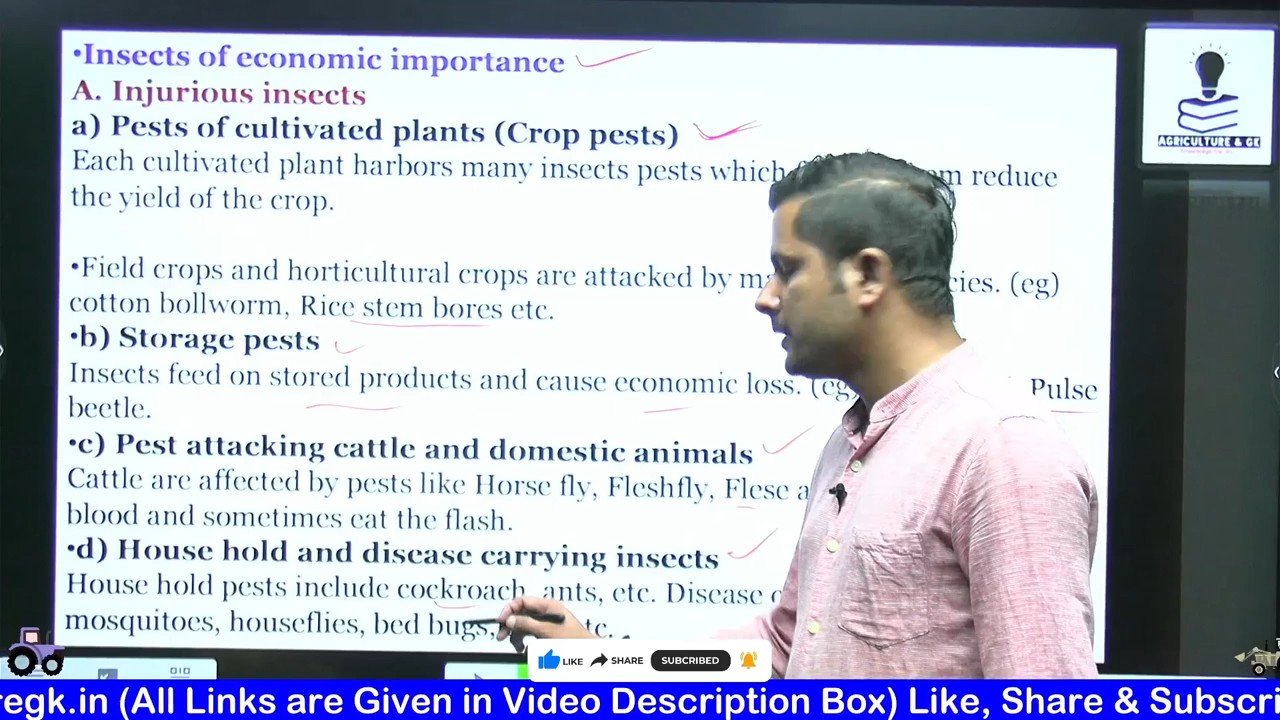 •Insects of economic importance
A. Injurious insects
a) Pests of cultivated plants (Crop pests)
Each cultivated plant harbors many insects pests which reduce
the yield of the crop.
•Field crops and horticultural crops are attacked by (eg)
cotton bollworm, Rice stem bores etc.
•b) Storage pests
Insects feed on stored products and cause economic loss. (eg) Pulse
beetle.
•c) Pest attacking cattle and domestic animals
Cattle are affected by pests like Horse fly, Fleshfly, Flese
blood and sometimes eat the flash.
•d) House hold and disease carrying insects
House hold pests include cockroach, ants, etc. Disease
mosquitoes, houseflies, bed bugs, etc.
AGRICULTURE & GK
LIKE SHARE SUBCRIBED
regk.in (All Links are Given in Video Description Box) Like, Share & Subscri